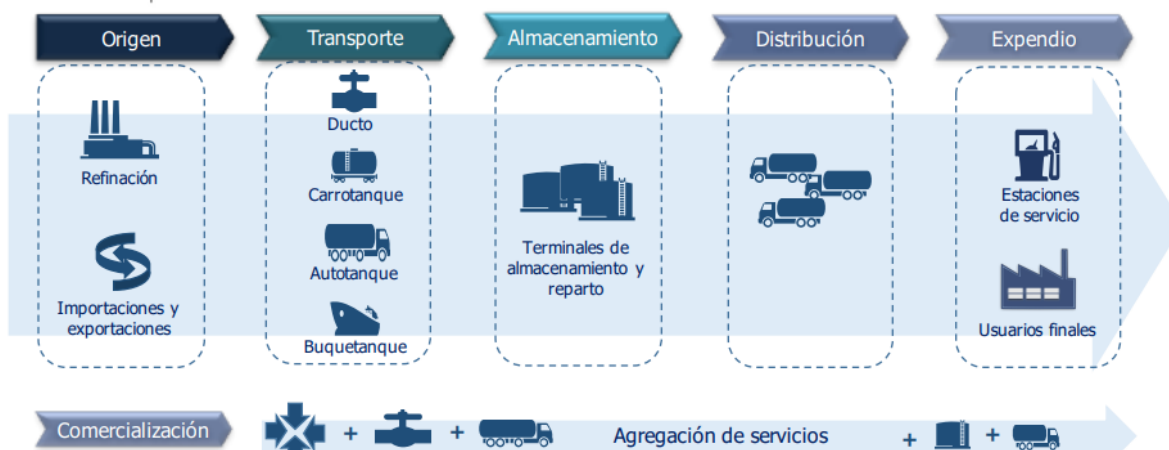 Origen
Transporte
Almacenamiento
Distribución
Expendio
Refinación
Importaciones y
exportaciones
Ducto
Carrotanque
Autotanque
Buquetanque
Terminales de
almacenamiento y
reparto
Estaciones
de servicio
Usuarios finales
Comercialización
+
+
Agregación de servicios
+
+